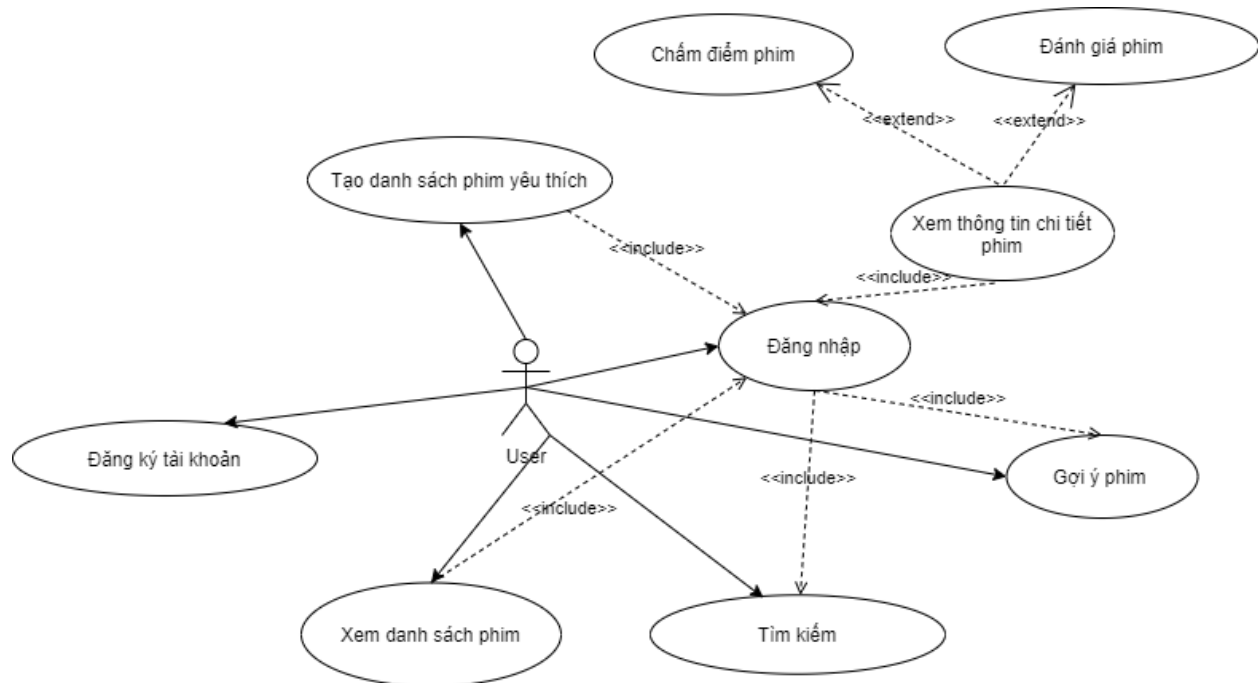 Chấm điểm phim
Đánh giá phim
<<extend>>
<<extend>>
Tạo danh sách phim yêu thích
Xem thông tin chi tiết
phim
<<include>>
<<include>>
Đăng nhập
<<include>>
Đăng ký tài khoản
User
Gợi ý phim
<<include>>
<<include>>
Xem danh sách phim
Tìm kiếm